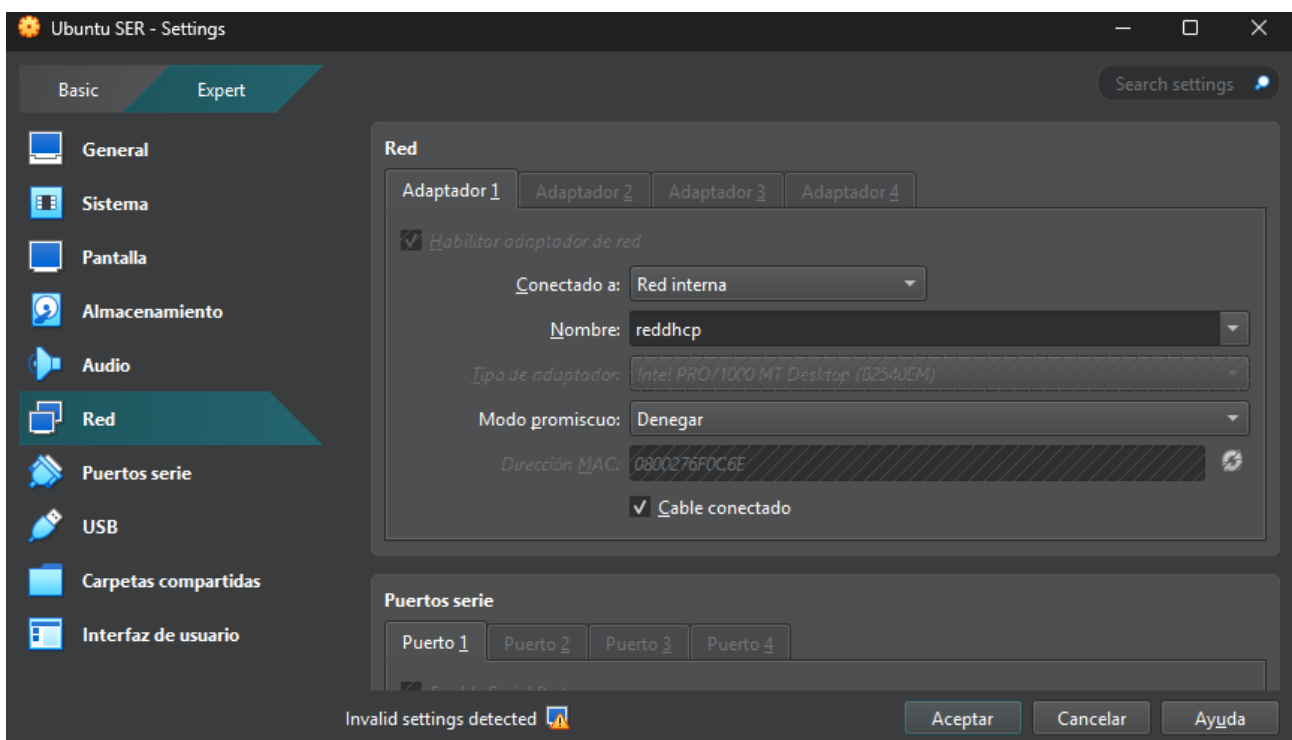 Ubuntu SER - Settings
Basic Expert
Search settings
General
Sistema
Pantalla
Almacenamiento
Audio
Red
Puertos serie
USB
Carpetas compartidas
Interfaz de usuario
Red
Adaptador 1 Adaptador 2 Adaptador 3 Adaptador 4
Habilitar adaptador de red
Conectado a: Red interna
Nombre: reddhcp
Tipo de adaptador: Intel PRO/1000 MT Desktop (82540EM)
Modo promiscuo: Denegar
Dirección MAC: 0800276F0C6E
Cable conectado
Puertos serie
Puerto 1 Puerto 2 Puerto 3 Puerto 4
Invalid settings detected
Aceptar Cancelar Ayuda